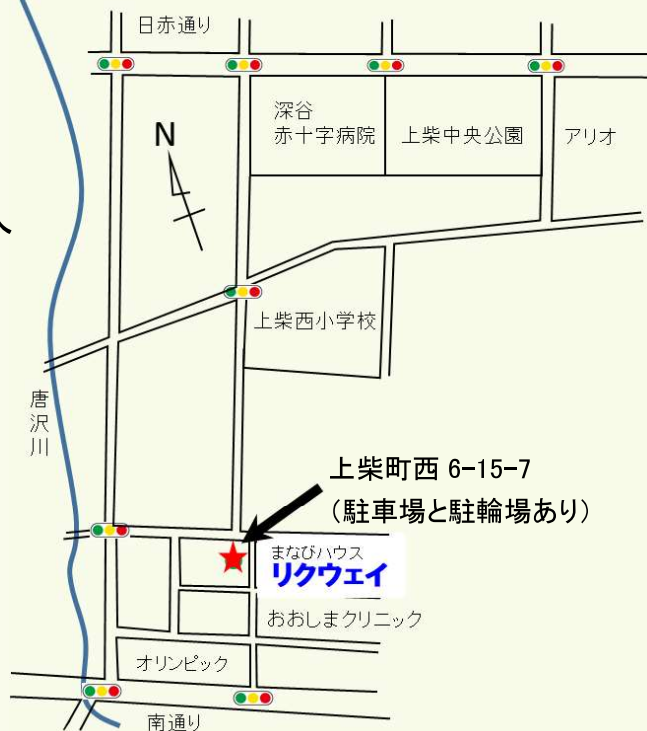 日赤通り
深谷
赤十字病院
上柴中央公園
アリオ
N
上柴西小学校
唐沢川
上柴町西 6-15-7
(駐車場と駐輪場あり)
まなびハウス
リクウェイ
おおしまクリニック
オリンピック
南通り